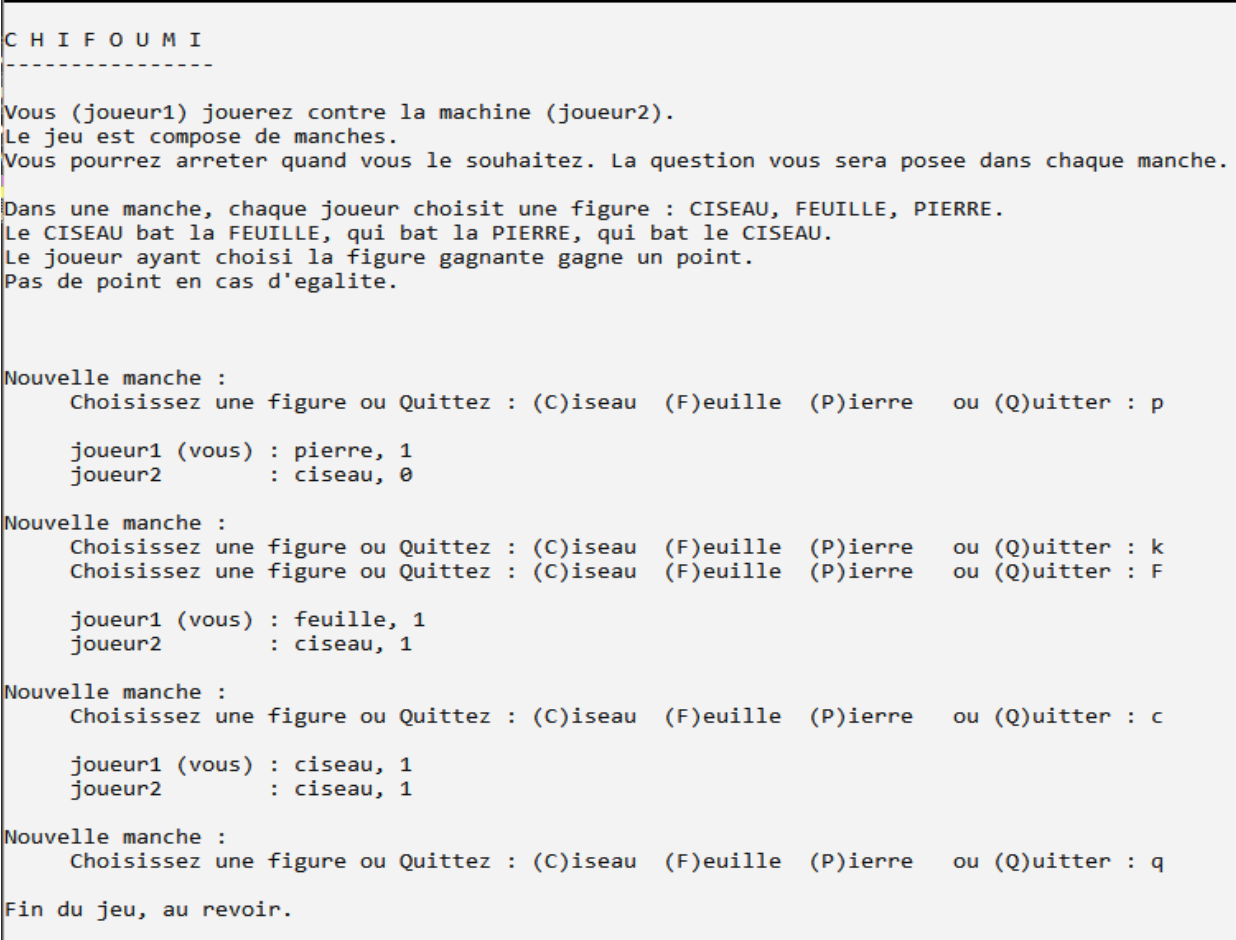 C H I F O U M I
----------------
Vous (joueur1) jouerez contre la machine (joueur2).
Le jeu est compose de manches.
Vous pourrez arreter quand vous le souhaitez. La question vous sera posee dans chaque manche.
Dans une manche, chaque joueur choisit une figure : CISEAU, FEUILLE, PIERRE.
Le CISEAU bat la FEUILLE, qui bat la PIERRE, qui bat le CISEAU.
Le joueur ayant choisi la figure gagnante gagne un point.
Pas de point en cas d'egalite.
Nouvelle manche :
Choisissez une figure ou Quittez : (C)iseau  (F)euille  (P)ierre   ou (Q)uitter : p
joueur1 (vous) : pierre, 1
joueur2        : ciseau, 0
Nouvelle manche :
Choisissez une figure ou Quittez : (C)iseau  (F)euille  (P)ierre   ou (Q)uitter : k
Choisissez une figure ou Quittez : (C)iseau  (F)euille  (P)ierre   ou (Q)uitter : F
joueur1 (vous) : feuille, 1
joueur2        : ciseau, 1
Nouvelle manche :
Choisissez une figure ou Quittez : (C)iseau  (F)euille  (P)ierre   ou (Q)uitter : c
joueur1 (vous) : ciseau, 1
joueur2        : ciseau, 1
Nouvelle manche :
Choisissez une figure ou Quittez : (C)iseau  (F)euille  (P)ierre   ou (Q)uitter : q
Fin du jeu, au revoir.